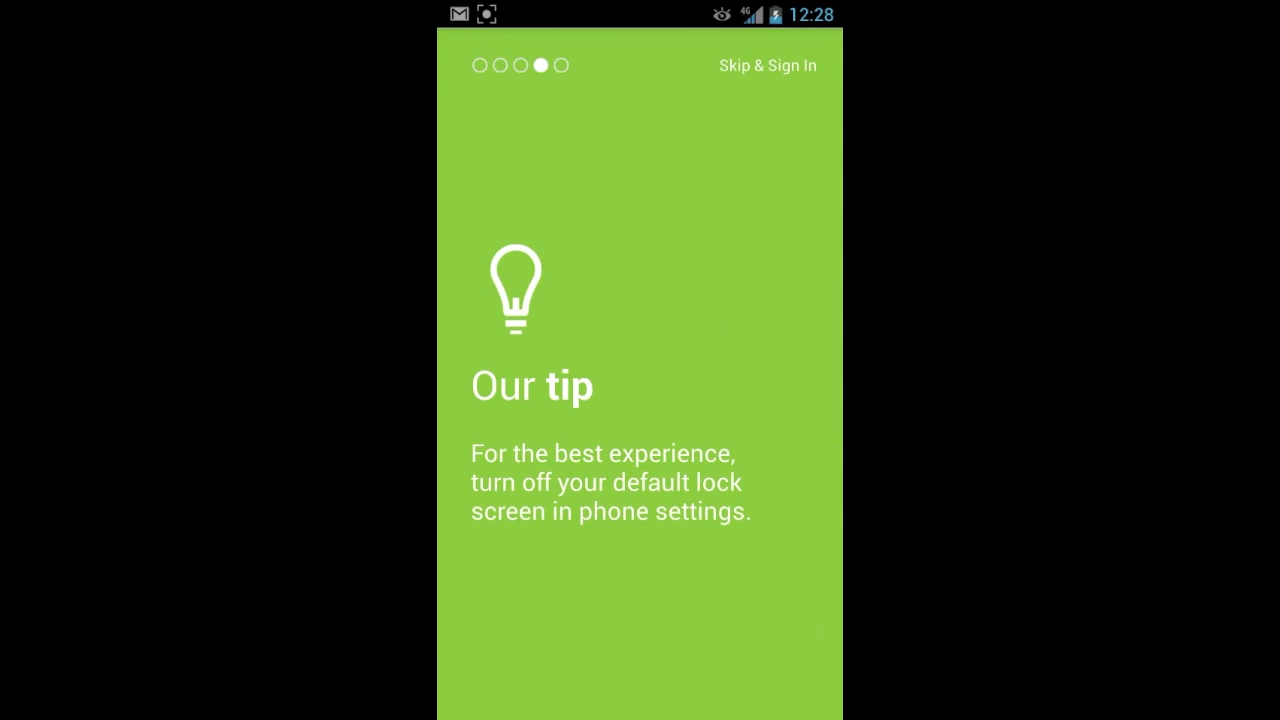 4G 12:28
Skip & Sign In
Our tip
For the best experience,
turn off your default lock
screen in phone settings.